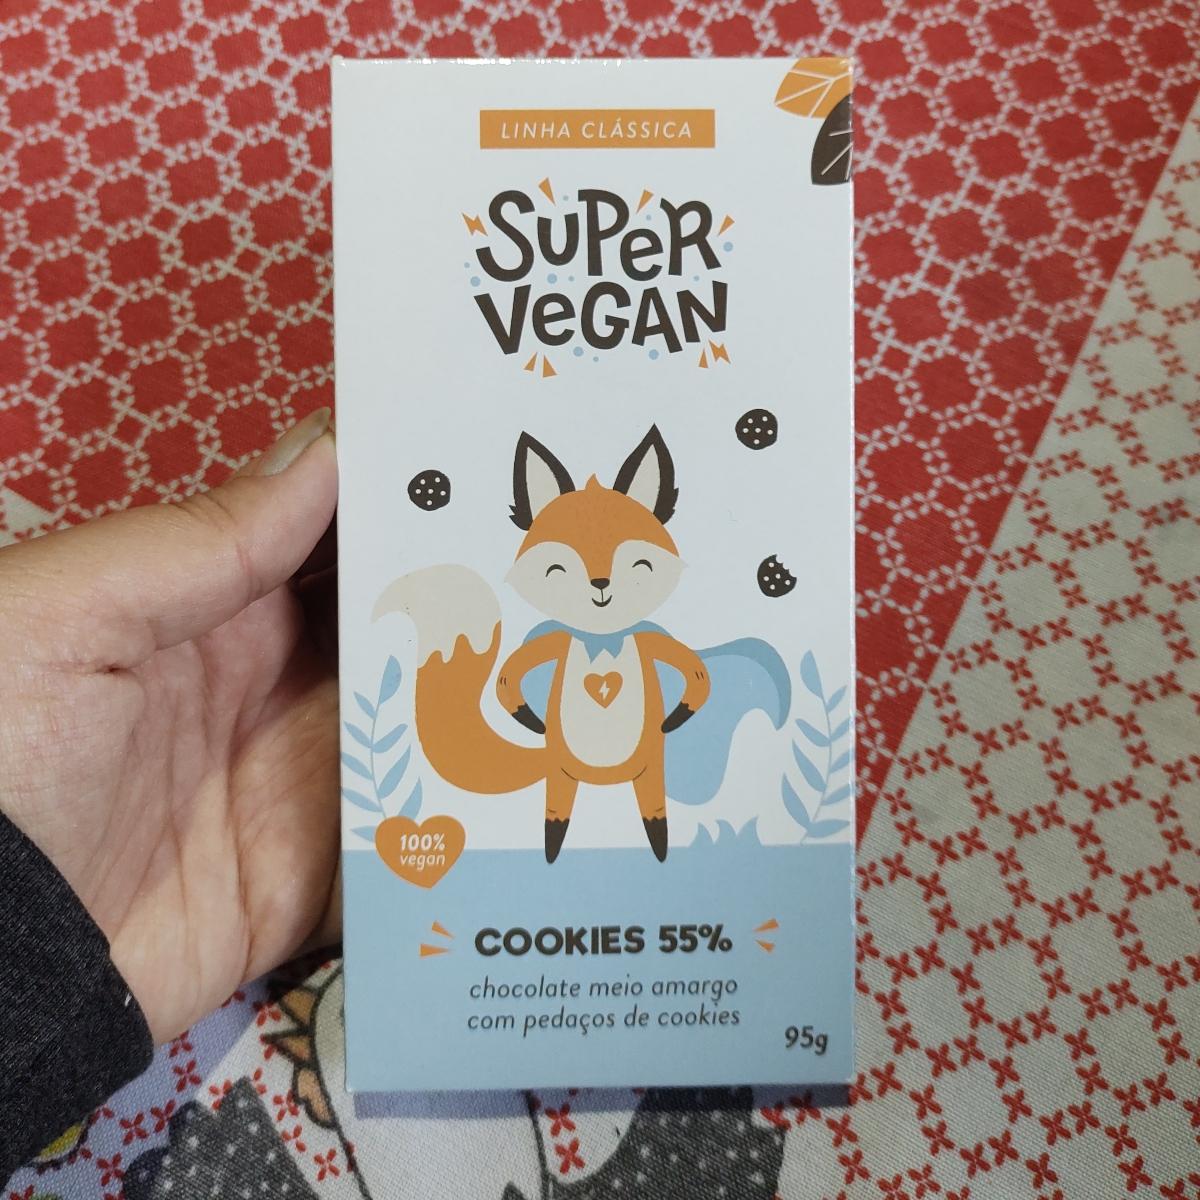 LINHA CLÁSSICA
SUPeR
VeGAN
100%
vegan
COOKIES 55%
chocolate meio amargo
com pedaços de cookies
95g